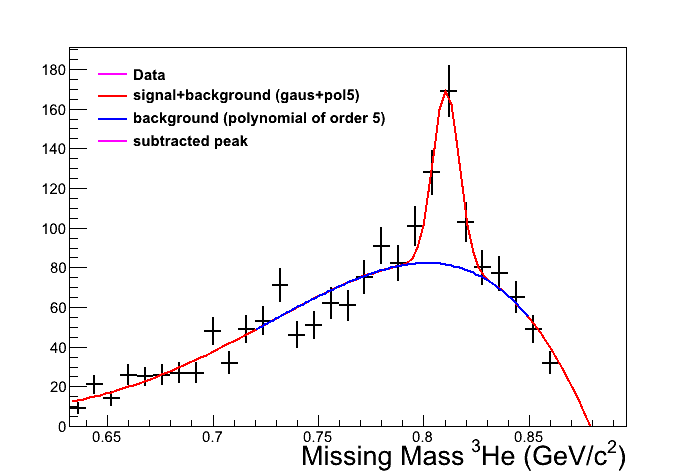 180
160
140
120
100
80
60
40
20
0
Data
signal+background (gaus+pol5)
background (polynomial of order 5)
subtracted peak
0.65 0.7 0.75 0.8 0.85
Missing Mass ³He (GeV/c²)